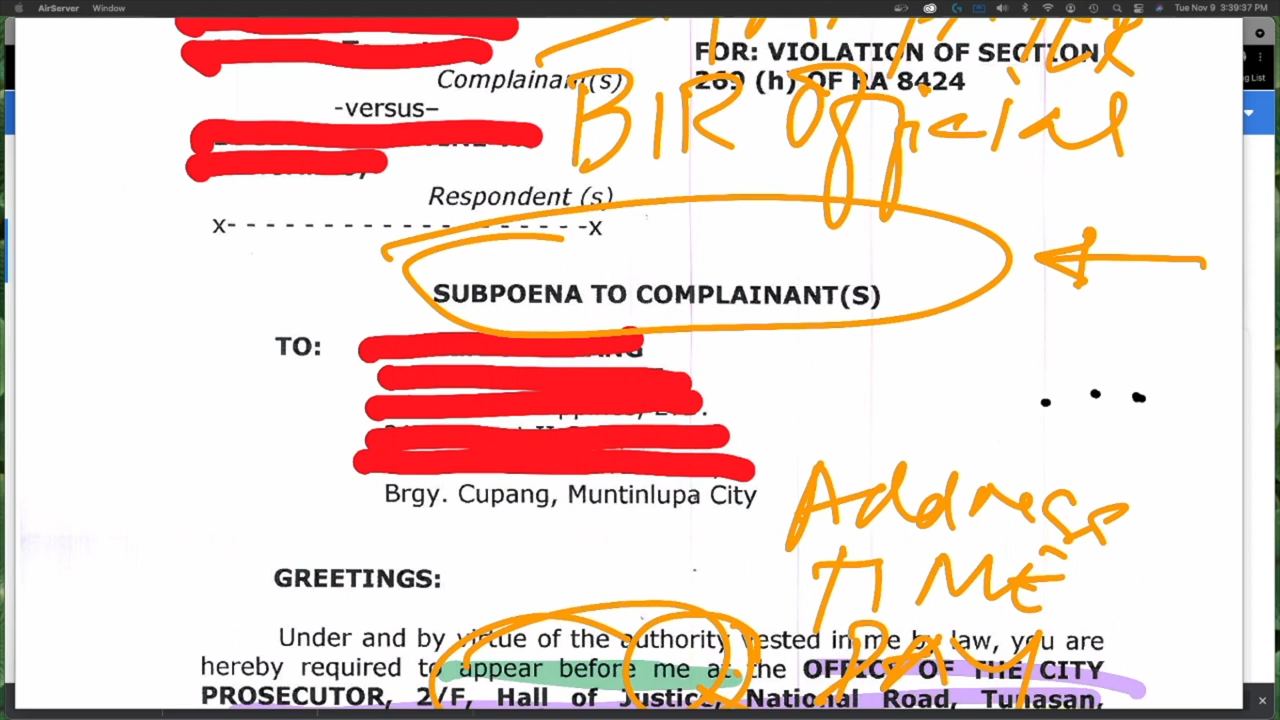 AirServer Window Tue Nov 9 3:39:37 PM
FOR: VIOLATION OF SECTION
269 (h) OF RA 8424
Complainant(s)
-versus–
BIR Official
ng List
Respondent (s)
x- - - - - - - - - - - - - - - - - - -x
SUBPOENA TO COMPLAINANT(S)
TO:
Brgy. Cupang, Muntinlupa City
Address
TIME
DAY
GREETINGS:
Under and by virtue of the authority vested in me by law, you are
hereby required to appear before me at the OFFICE OF THE CITY
PROSECUTOR, 2/F, Hall of Justice, National Road, Tunasan,